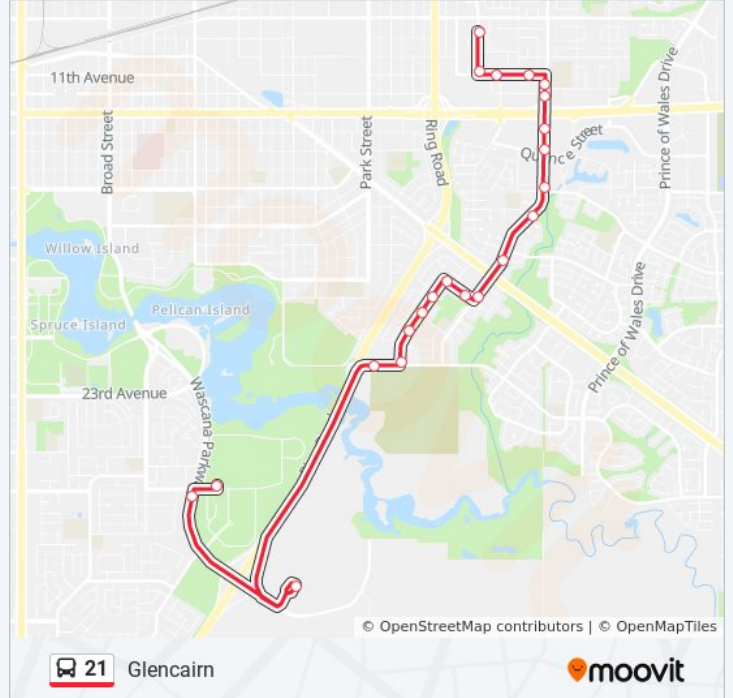 11th Avenue
Broad Street
Park Street
Ring Road
Quince Street
Prince of Wales Drive
Willow Island
Pelican Island
Spruce Island
Prince of Wales Drive
23rd Avenue
Wascana Parkw
© OpenStreetMap contributors | © OpenMapTiles
21 Glencairn
moovit